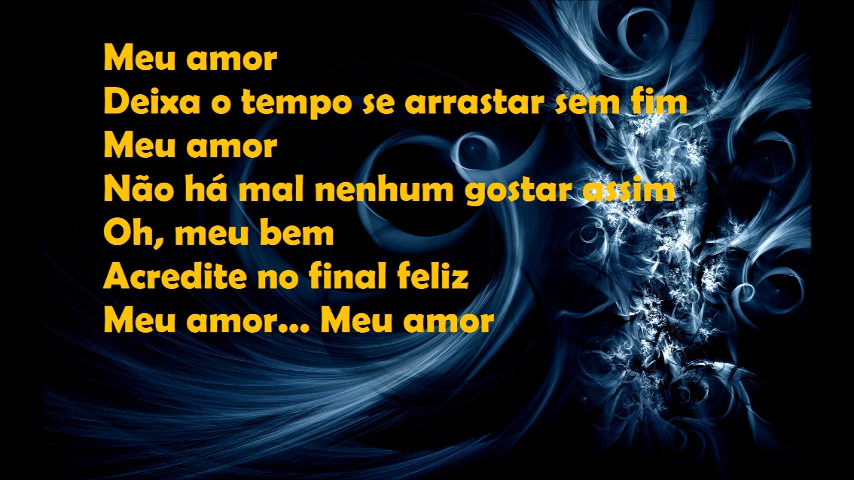 Meu amor
Deixa o tempo se arrastar sem fim
Meu amor
Não há mal nenhum gostar assim
Oh, meu bem
Acredite no final feliz
Meu amor... Meu amor